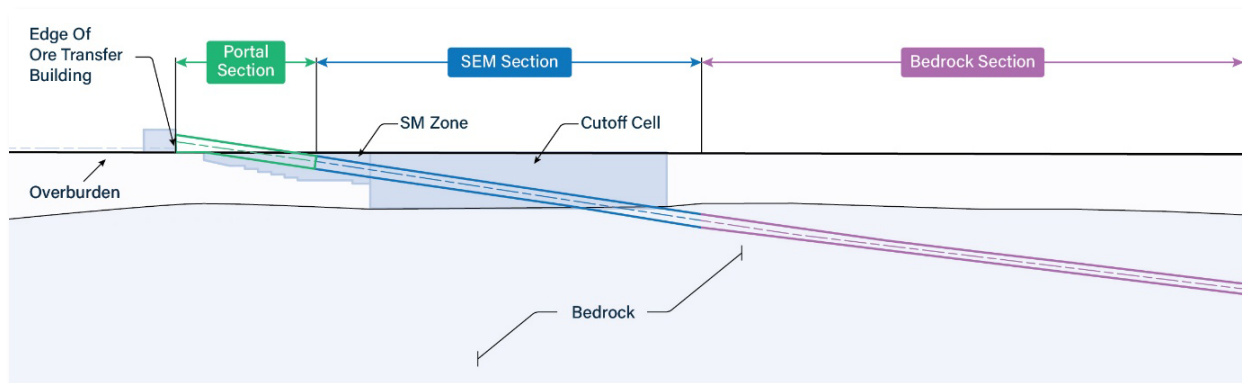 Edge Of
Ore Transfer
Building
Portal
Section
SEM Section
Bedrock Section
SM Zone
Cutoff Cell
Overburden
Bedrock